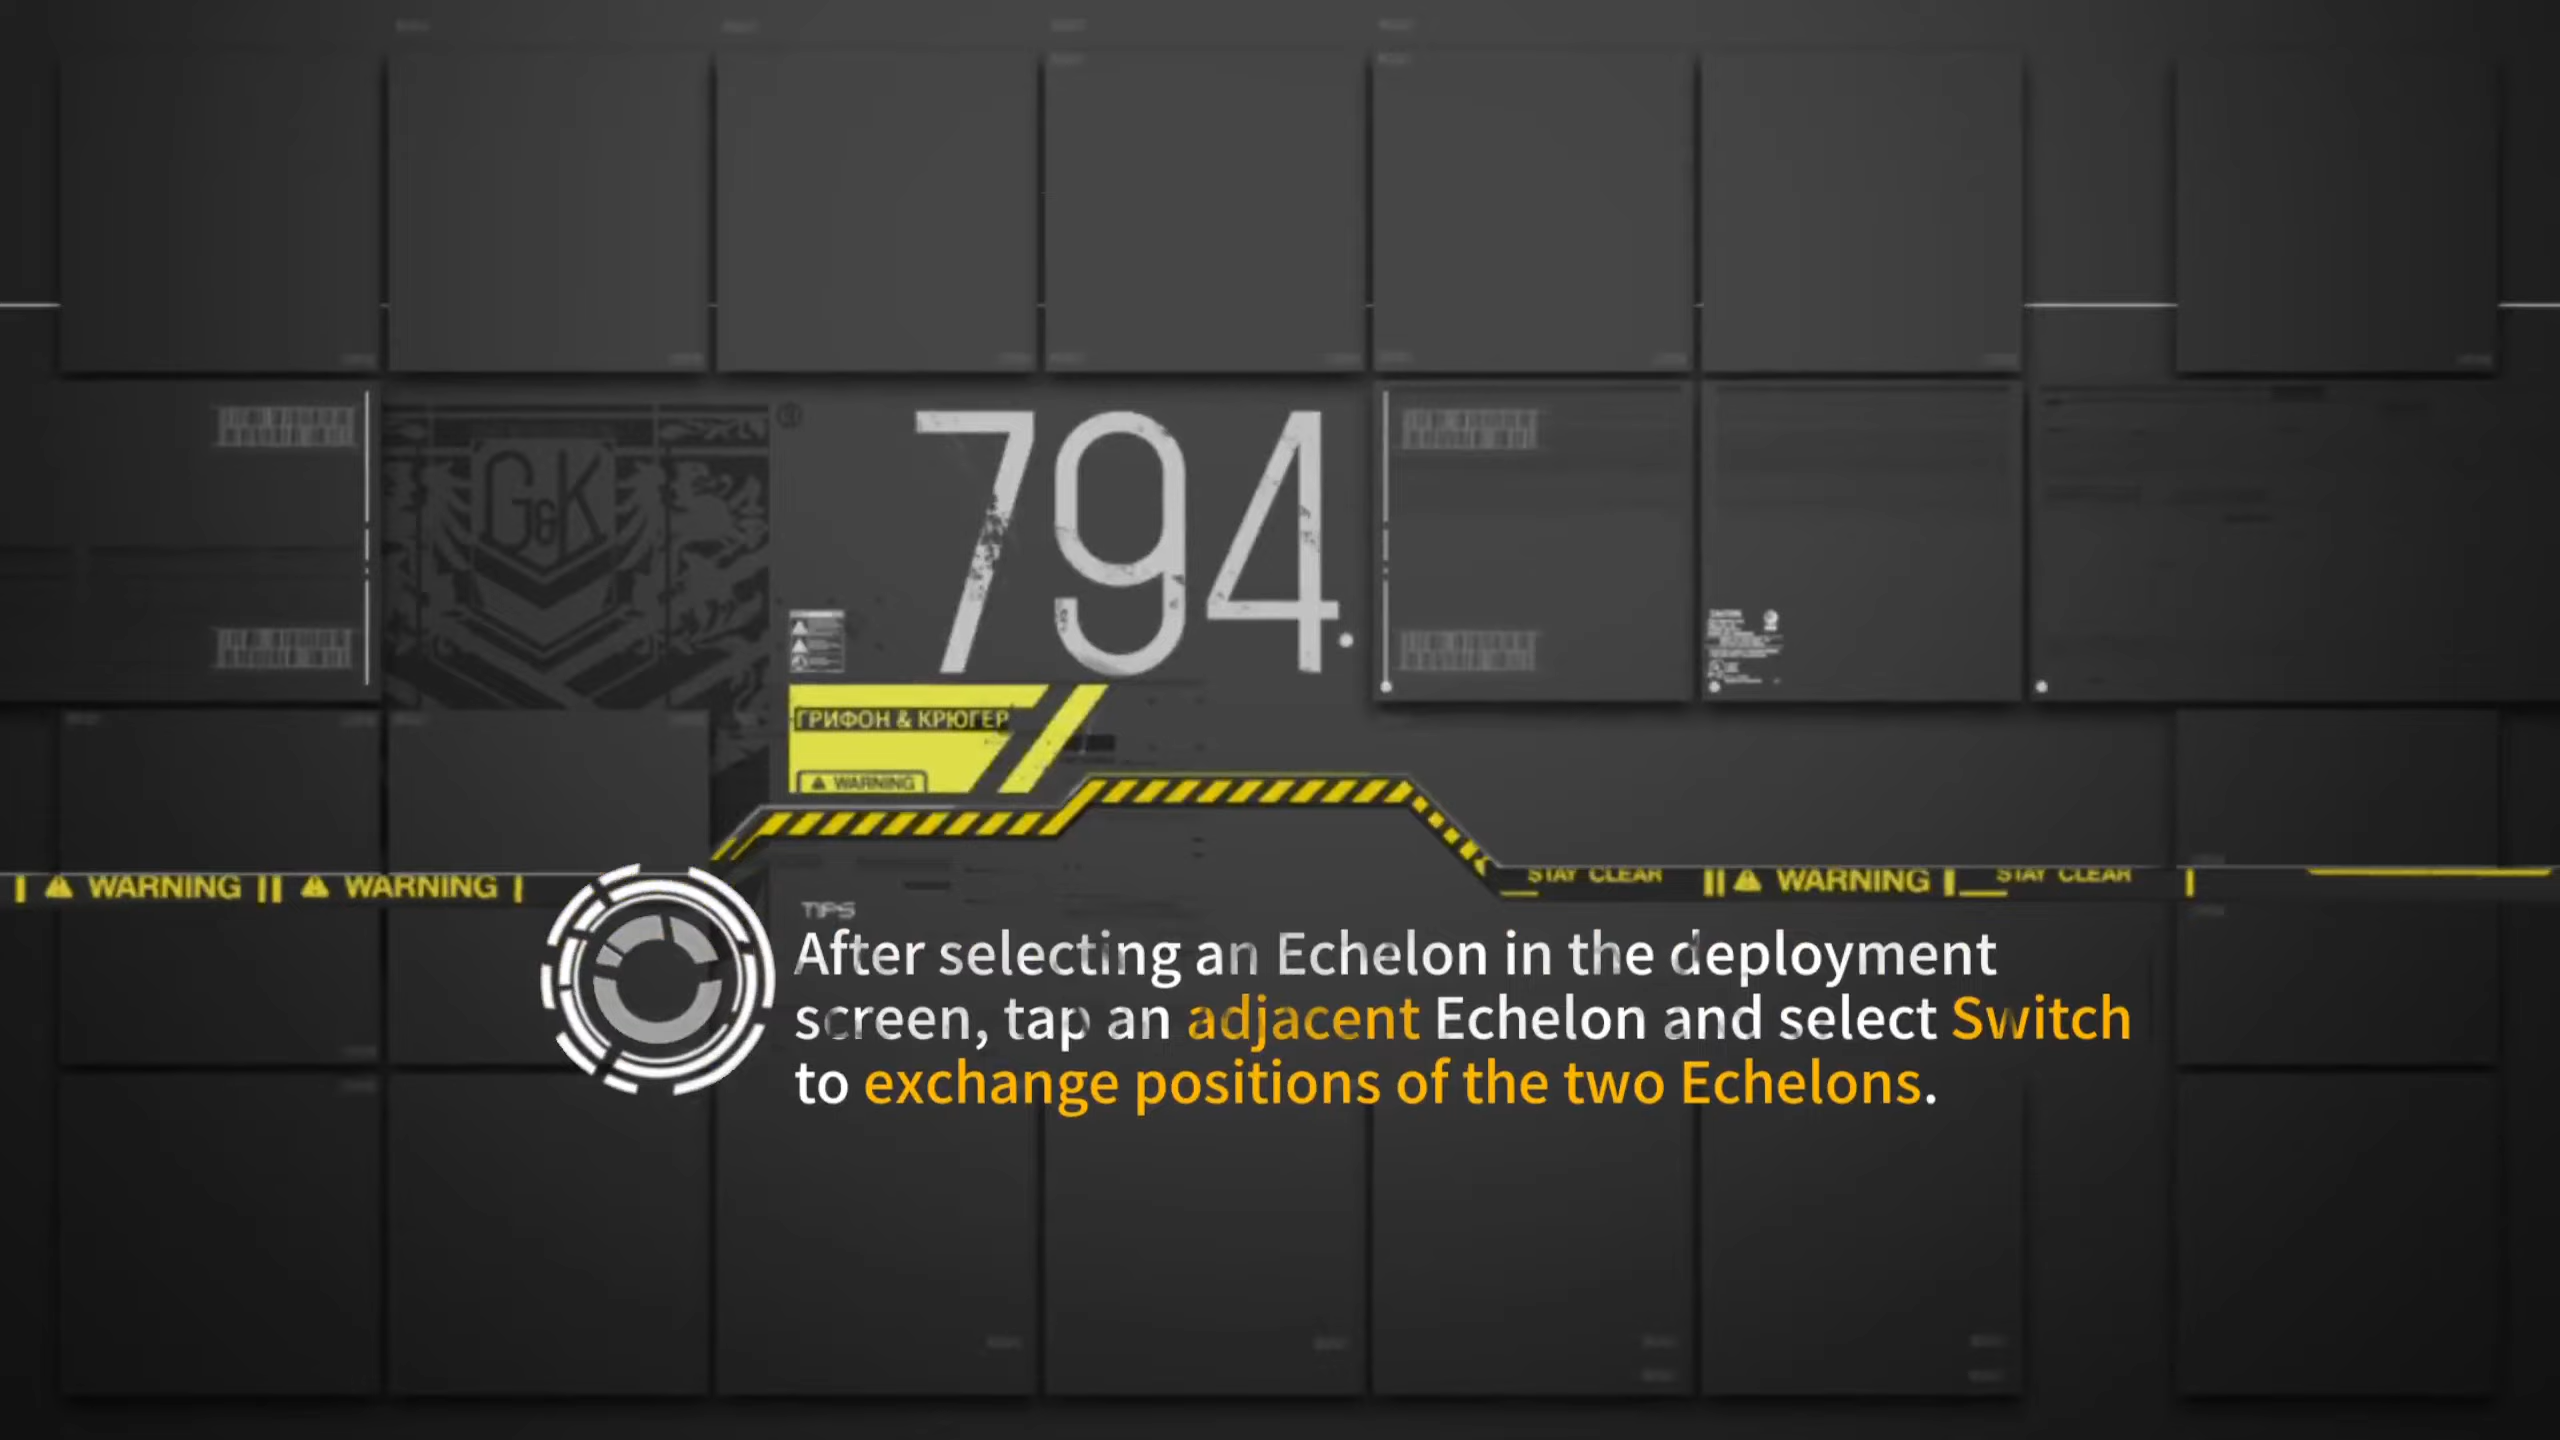 G&K
794.
ГРИФОН & КРЮГЕР
WARNING
WARNING WARNING
STAY CLEAR WARNING STAY CLEAR
TIPS
After selecting an Echelon in the deployment
screen, tap an adjacent Echelon and select Switch
to exchange positions of the two Echelons.